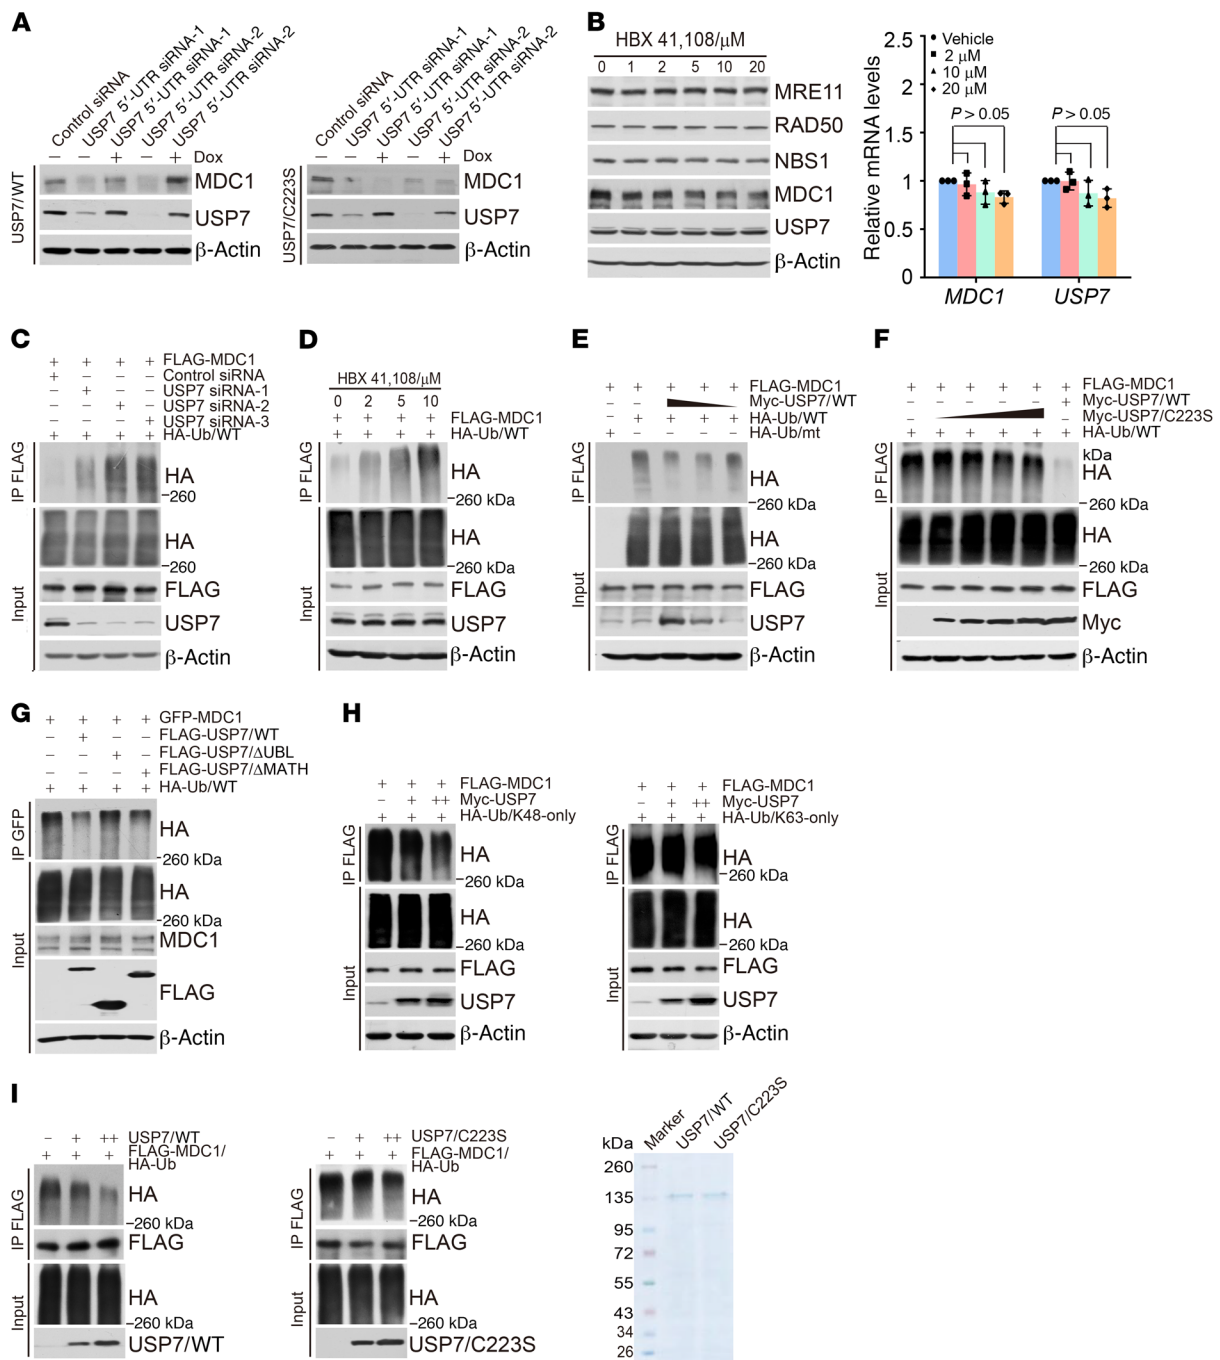 A
Control siRNA
USP7 5′-UTR siRNA-1
USP7 5′-UTR siRNA-1
USP7 5′-UTR siRNA-2
USP7 5′-UTR siRNA-2
– – + – + Dox
USP7/WT
MDC1
USP7
β-Actin
Control siRNA
USP7 5′-UTR siRNA-1
USP7 5′-UTR siRNA-1
USP7 5′-UTR siRNA-2
USP7 5′-UTR siRNA-2
– – + – + Dox
USP7/C223S
MDC1
USP7
β-Actin
B
HBX 41,108/μM
0 1 2 5 10 20
MRE11
RAD50
NBS1
MDC1
USP7
β-Actin
Relative mRNA levels
2.5
2
1.5
1
0.5
0
Vehicle
2 μM
10 μM
20 μM
P > 0.05
P > 0.05
MDC1
USP7
C
+ + + + FLAG-MDC1
+ – – – Control siRNA
– + – – USP7 siRNA-1
– – + – USP7 siRNA-2
– – – + USP7 siRNA-3
+ + + + HA-Ub/WT
IP FLAG
HA
–260
Input
HA
–260
FLAG
USP7
β-Actin
D
HBX 41,108/μM
0 2 5 10
+ + + + FLAG-MDC1
+ + + + HA-Ub/WT
IP FLAG
HA
–260 kDa
Input
HA
–260 kDa
FLAG
USP7
β-Actin
E
+ + + + + FLAG-MDC1
– – Myc-USP7/WT
– + + + + HA-Ub/WT
+ – – – – HA-Ub/mt
IP FLAG
HA
–260 kDa
Input
HA
–260 kDa
FLAG
USP7
β-Actin
F
+ + + + + + FLAG-MDC1
– – – – – + Myc-USP7/WT
– – Myc-USP7/C223S
+ + + + + + HA-Ub/WT
IP FLAG
kDa
HA
–260 kDa
Input
HA
–260 kDa
FLAG
Myc
β-Actin
G
+ + + + GFP-MDC1
– + – – FLAG-USP7/WT
– – + – FLAG-USP7/ΔUBL
– – – + FLAG-USP7/ΔMATH
+ + + + HA-Ub/WT
IP GFP
HA
–260 kDa
Input
HA
–260 kDa
MDC1
FLAG
β-Actin
H
+ + + FLAG-MDC1
– + ++ Myc-USP7
+ + + HA-Ub/K48-only
IP FLAG
HA
–260 kDa
Input
HA
–260 kDa
FLAG
USP7
β-Actin
+ + + FLAG-MDC1
– + ++ Myc-USP7
+ + + HA-Ub/K63-only
IP FLAG
HA
–260 kDa
Input
HA
–260 kDa
FLAG
USP7
β-Actin
I
– + ++ USP7/WT
+ + + FLAG-MDC1/
HA-Ub
IP FLAG
HA
–260 kDa
FLAG
Input
HA
–260 kDa
USP7/WT
– + ++ USP7/C223S
+ + + FLAG-MDC1/
HA-Ub
IP FLAG
HA
–260 kDa
FLAG
Input
HA
–260 kDa
USP7/C223S
kDa
Marker
USP7/WT
USP7/C223S
260
135
95
72
55
43
34
26